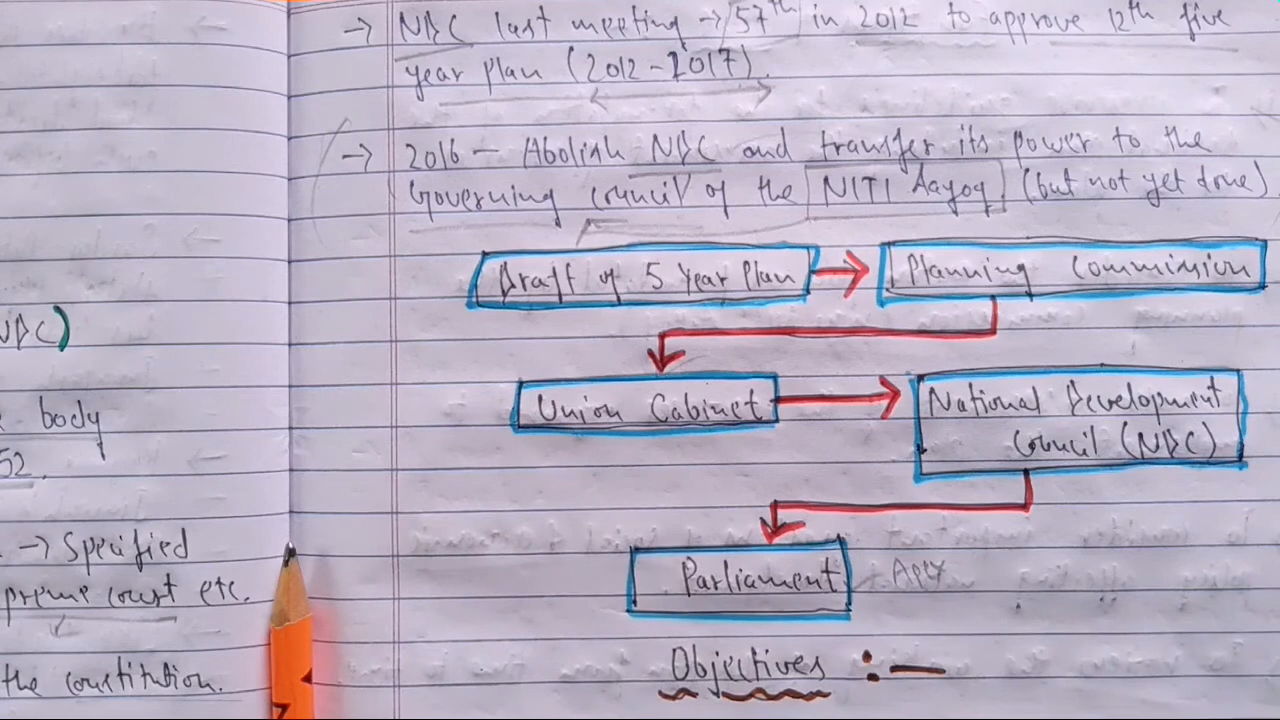 NDC)
body
52.
→ Specified
preme court etc.
the constitution.
→ NDC last meeting → 57th in 2012 to approve 12th five
year plan (2012-2017).
→ 2016 - Abolish NDC and transfer its power to the
Governing council of the NITI Aayog. (but not yet done)
Draft of 5 Year Plan → Planning Commission
Union Cabinet → National Development
Council (NDC)
Parliament Apex
Objectives :-